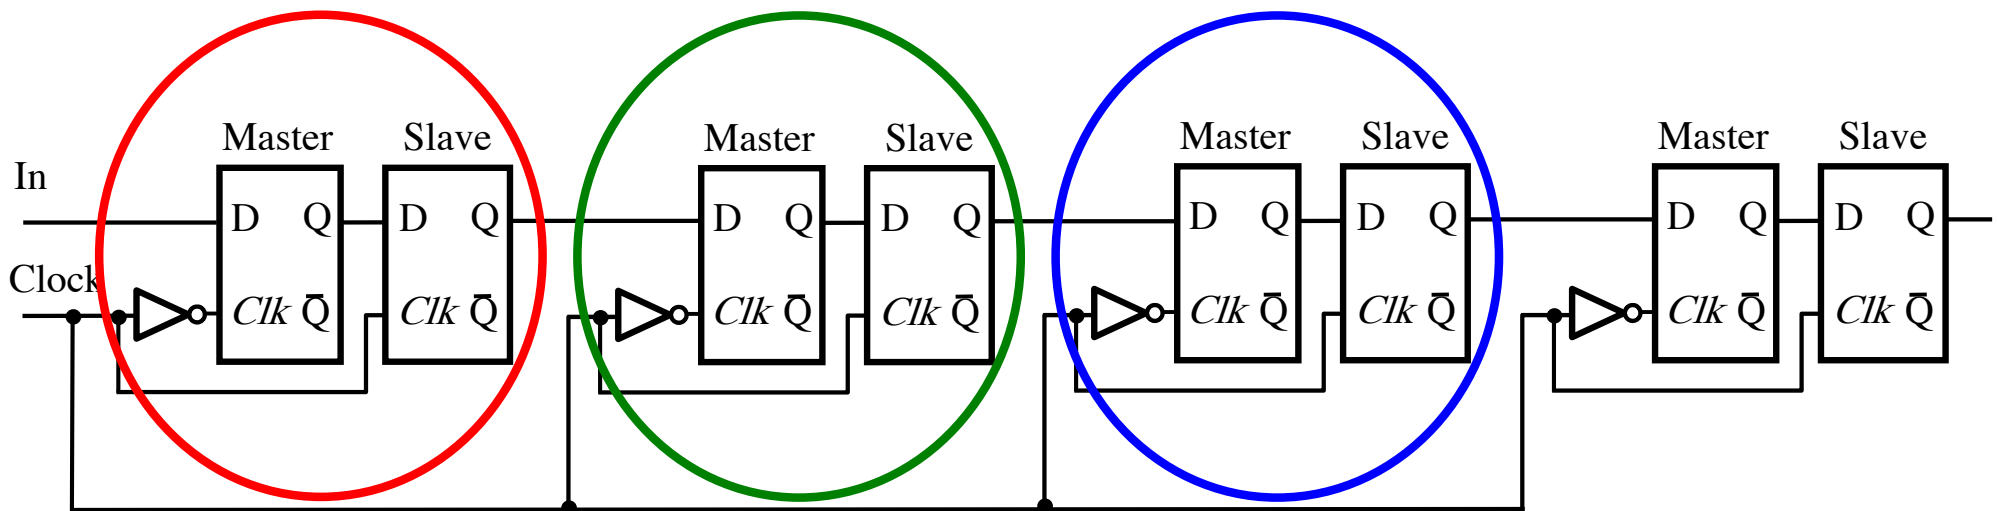 Master Slave Master Slave Master Slave Master Slave
In
D Q D Q D Q D Q D Q D Q D Q D Q
Clock
Clk Q̄ Clk Q̄ Clk Q̄ Clk Q̄ Clk Q̄ Clk Q̄ Clk Q̄ Clk Q̄